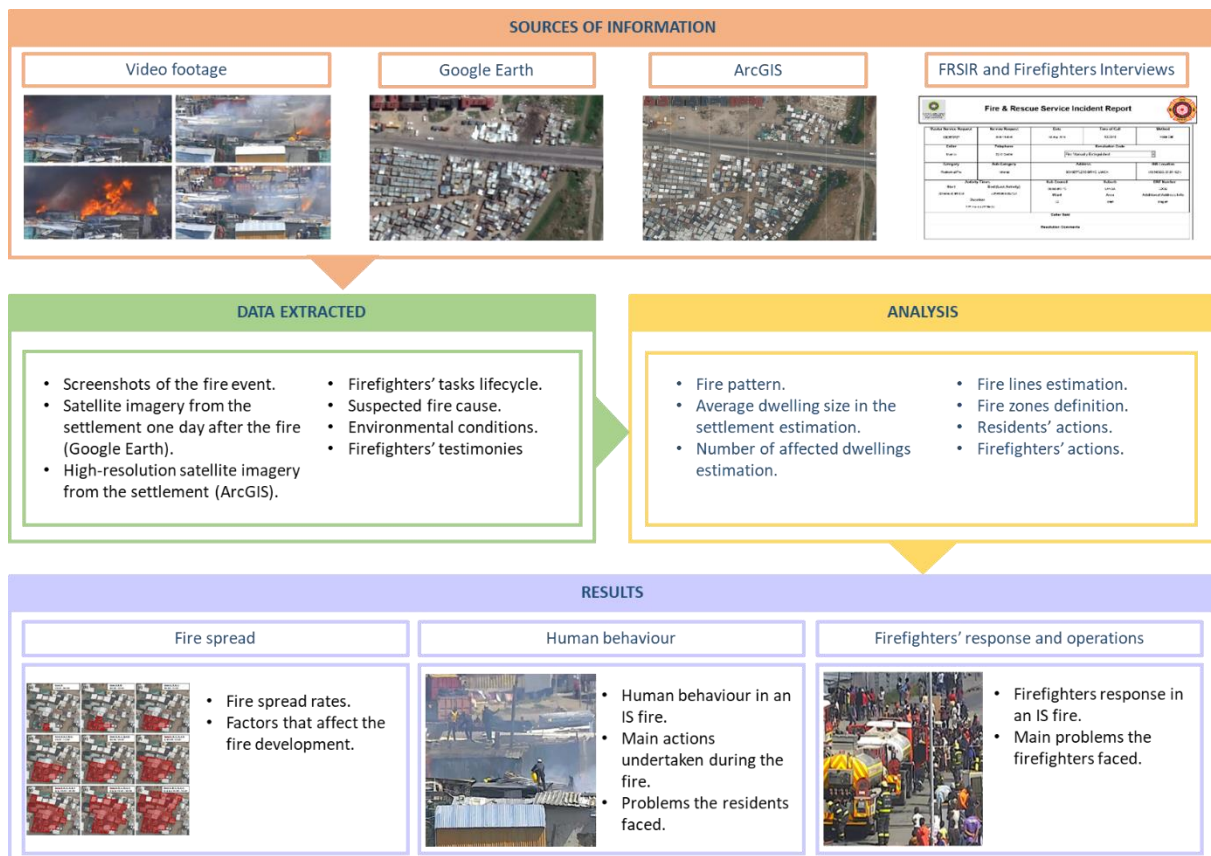 SOURCES OF INFORMATION
Video footage
Google Earth
ArcGIS
FRSIR and Firefighters Interviews
Fire & Rescue Service Incident Report
DATA EXTRACTED
• Screenshots of the fire event.
• Satellite imagery from the
settlement one day after the fire
(Google Earth).
• High-resolution satellite imagery
from the settlement (ArcGIS).
• Firefighters’ tasks lifecycle.
• Suspected fire cause.
• Environmental conditions.
• Firefighters’ testimonies
ANALYSIS
• Fire pattern.
• Average dwelling size in the
settlement estimation.
• Number of affected dwellings
estimation.
• Fire lines estimation.
• Fire zones definition.
• Residents’ actions.
• Firefighters’ actions.
RESULTS
Fire spread
• Fire spread rates.
• Factors that affect the
fire development.
Human behaviour
• Human behaviour in an
IS fire.
• Main actions
undertaken during the
fire.
• Problems the residents
faced.
Firefighters’ response and operations
• Firefighters response in
an IS fire.
• Main problems the
firefighters faced.